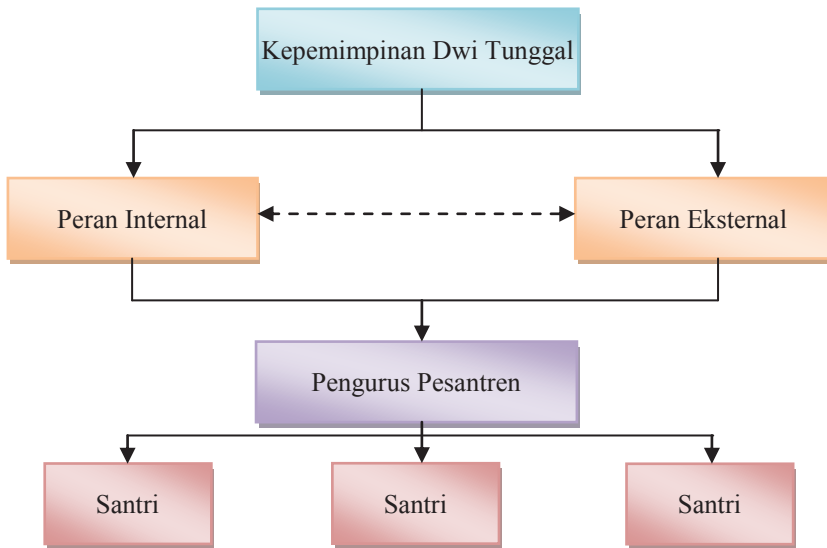 Kepemimpinan Dwi Tunggal
Peran Internal
Peran Eksternal
Pengurus Pesantren
Santri
Santri
Santri